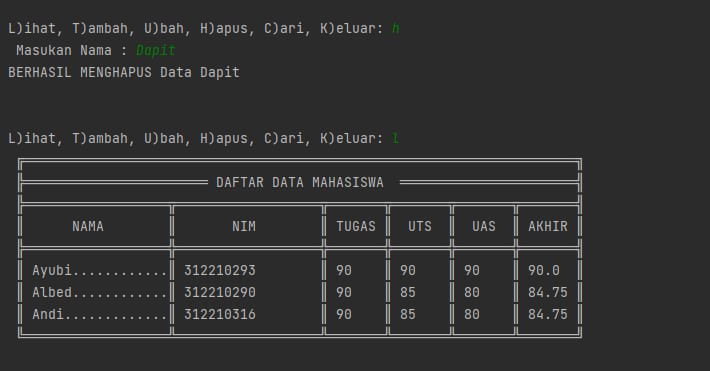 L)ihat, T)ambah, U)bah, H)apus, C)ari, K)eluar: h
Masukan Nama : Dapit
BERHASIL MENGHAPUS Data Dapit
L)ihat, T)ambah, U)bah, H)apus, C)ari, K)eluar: l
DAFTAR DATA MAHASISWA
NAMA NIM TUGAS UTS UAS AKHIR
Ayubi............ 312210293 90 90 90 90.0
Albed............ 312210290 90 85 80 84.75
Andi............. 312210316 90 85 80 84.75